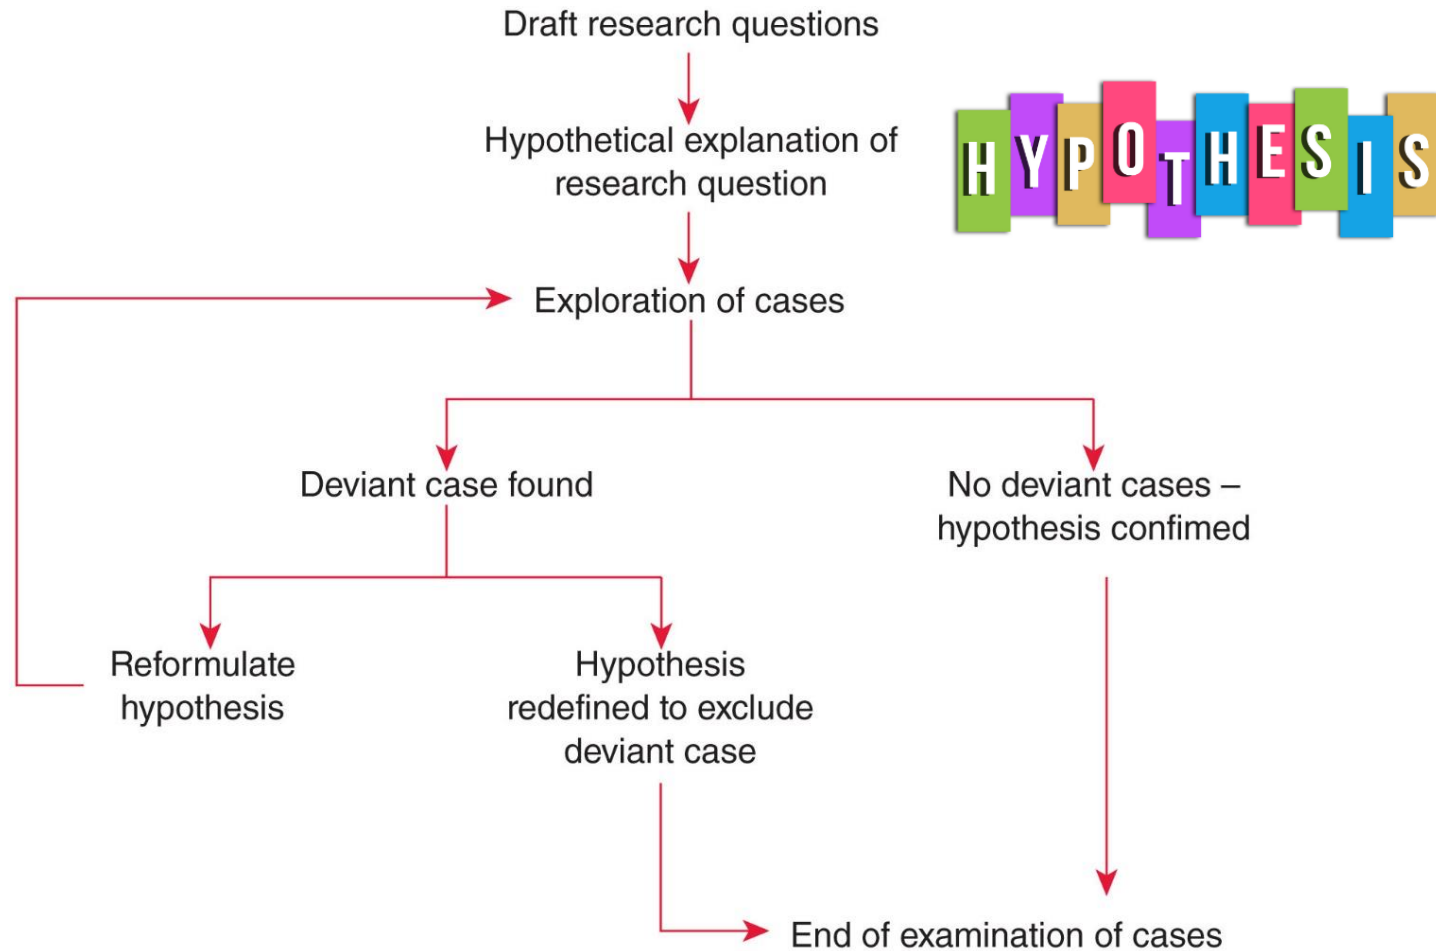 Draft research questions
HYPOTHESIS
Hypothetical explanation of
research question
Exploration of cases
Deviant case found
No deviant cases –
hypothesis confimed
Reformulate
hypothesis
Hypothesis
redefined to exclude
deviant case
End of examination of cases